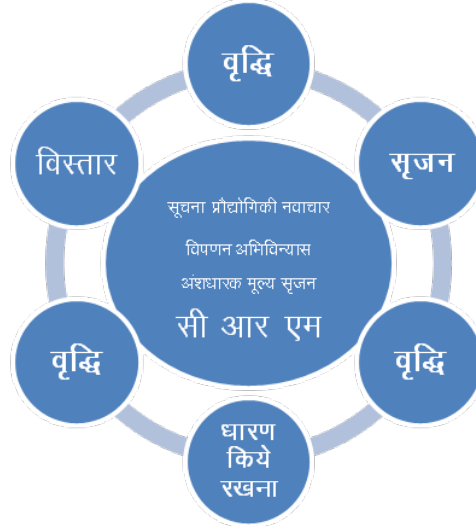 वृद्धि
विस्तार
सृजन
सूचना प्रौद्योगिकी नवाचार
विपणन अभिविन्यास
अंशधारक मूल्य सृजन
सी आर एम
वृद्धि
वृद्धि
धारण
किये
रखना